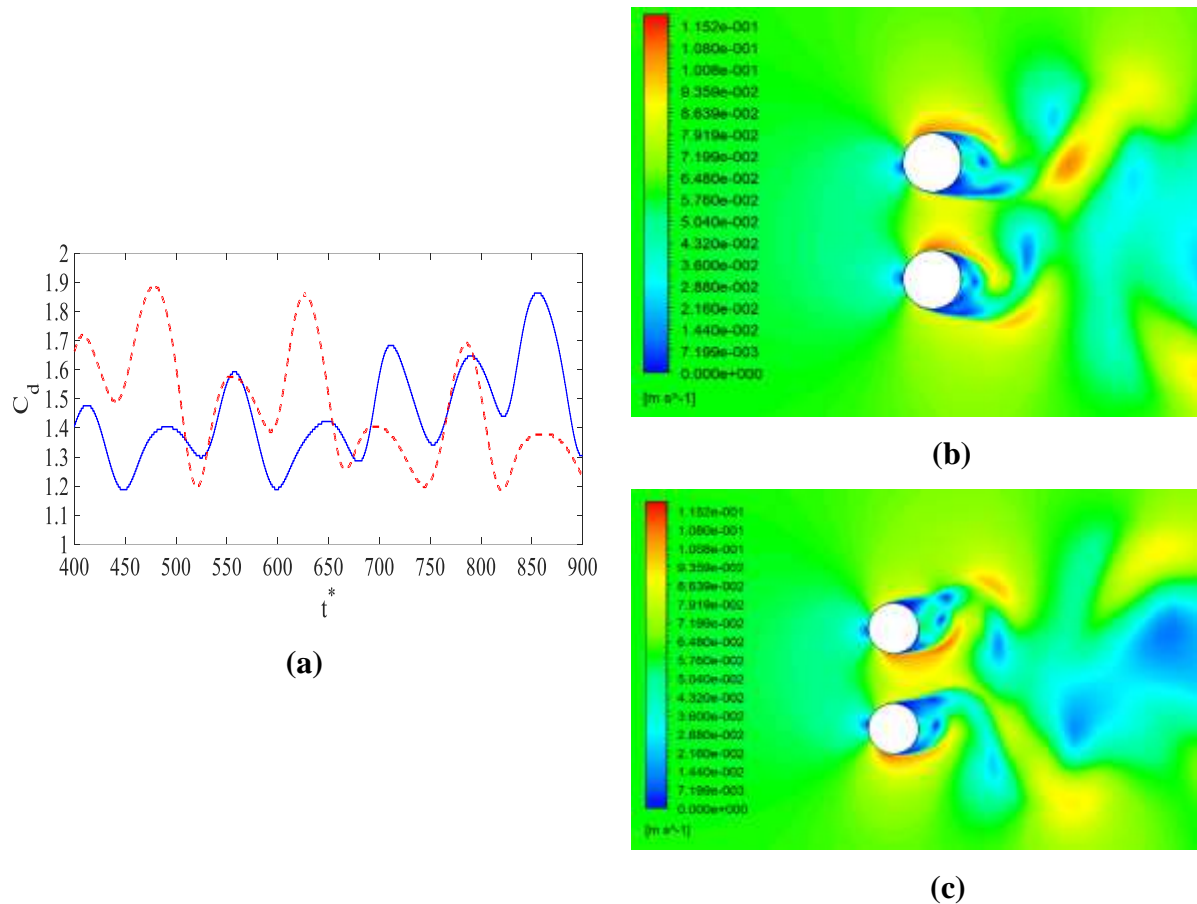 2
1.9
1.8
1.7
1.6
1.5
1.4
1.3
1.2
1.1
1
C_d
400 450 500 550 600 650 700 750 800 850 900
t*
(a)
1.152e-001
1.080e-001
1.008e-001
9.359e-002
8.639e-002
7.919e-002
7.199e-002
6.480e-002
5.760e-002
5.040e-002
4.320e-002
3.600e-002
2.880e-002
2.160e-002
1.440e-002
7.199e-003
0.000e+000
[m s^-1]
(b)
1.152e-001
1.080e-001
1.008e-001
9.359e-002
8.639e-002
7.919e-002
7.199e-002
6.480e-002
5.760e-002
5.040e-002
4.320e-002
3.600e-002
2.880e-002
2.160e-002
1.440e-002
7.199e-003
0.000e+000
[m s^-1]
(c)